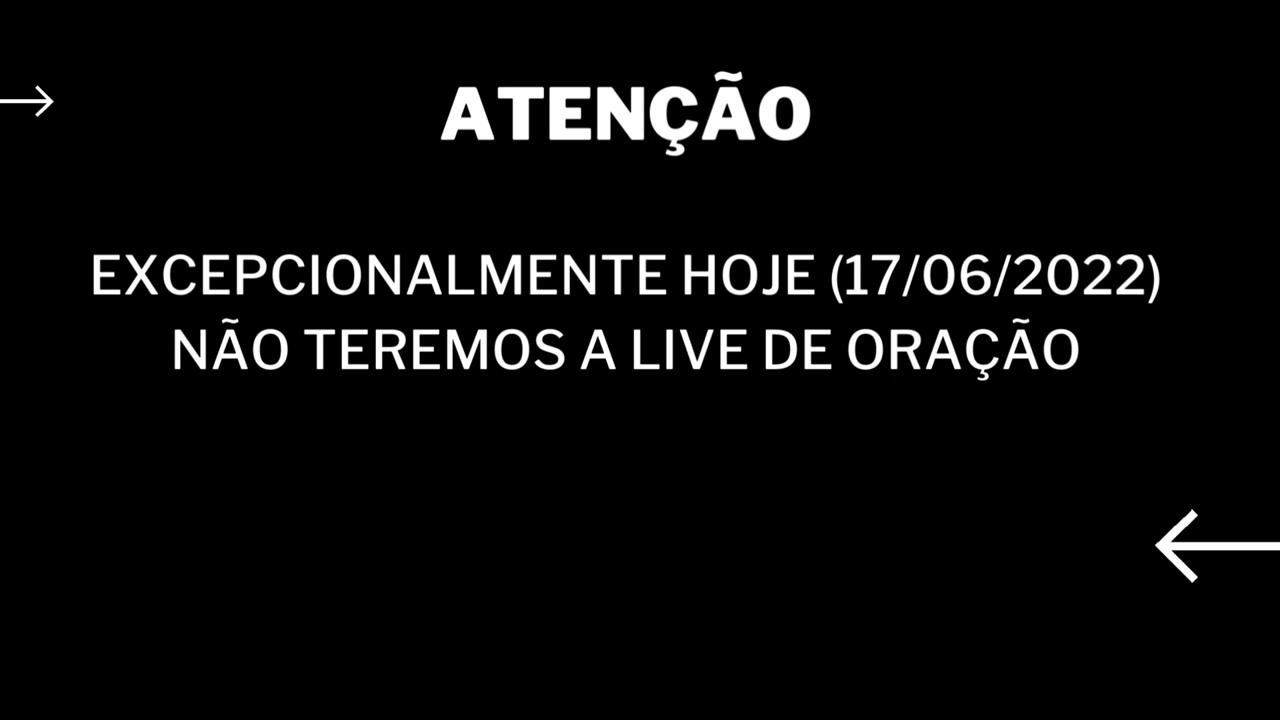 ATENÇÃO
EXCEPCIONALMENTE HOJE (17/06/2022)
NÃO TEREMOS A LIVE DE ORAÇÃO